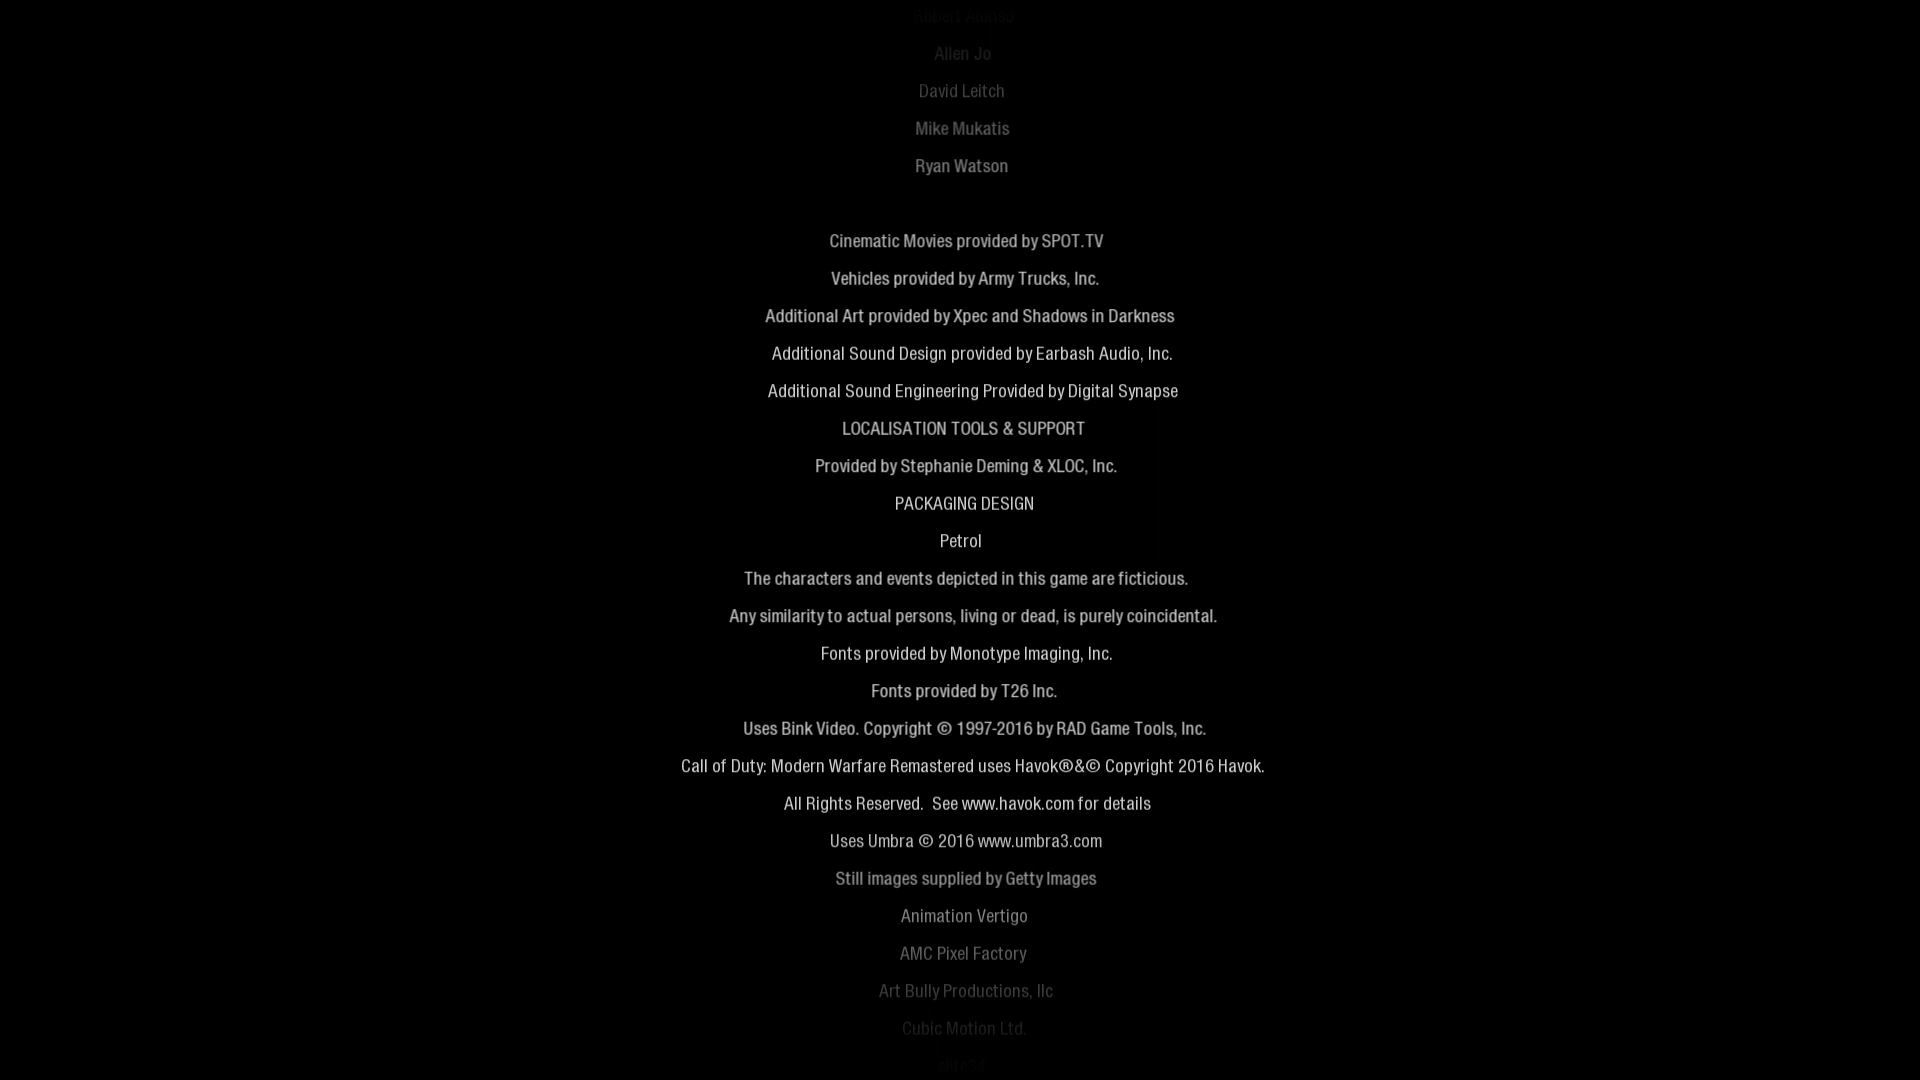 Robert Alonso
Allen Jo
David Leitch
Mike Mukatis
Ryan Watson
Cinematic Movies provided by SPOT.TV
Vehicles provided by Army Trucks, Inc.
Additional Art provided by Xpec and Shadows in Darkness
Additional Sound Design provided by Earbash Audio, Inc.
Additional Sound Engineering Provided by Digital Synapse
LOCALISATION TOOLS & SUPPORT
Provided by Stephanie Deming & XLOC, Inc.
PACKAGING DESIGN
Petrol
The characters and events depicted in this game are ficticious.
Any similarity to actual persons, living or dead, is purely coincidental.
Fonts provided by Monotype Imaging, Inc.
Fonts provided by T26 Inc.
Uses Bink Video. Copyright © 1997-2016 by RAD Game Tools, Inc.
Call of Duty: Modern Warfare Remastered uses Havok®&© Copyright 2016 Havok.
All Rights Reserved.  See www.havok.com for details
Uses Umbra © 2016 www.umbra3.com
Still images supplied by Getty Images
Animation Vertigo
AMC Pixel Factory
Art Bully Productions, llc
Cubic Motion Ltd.